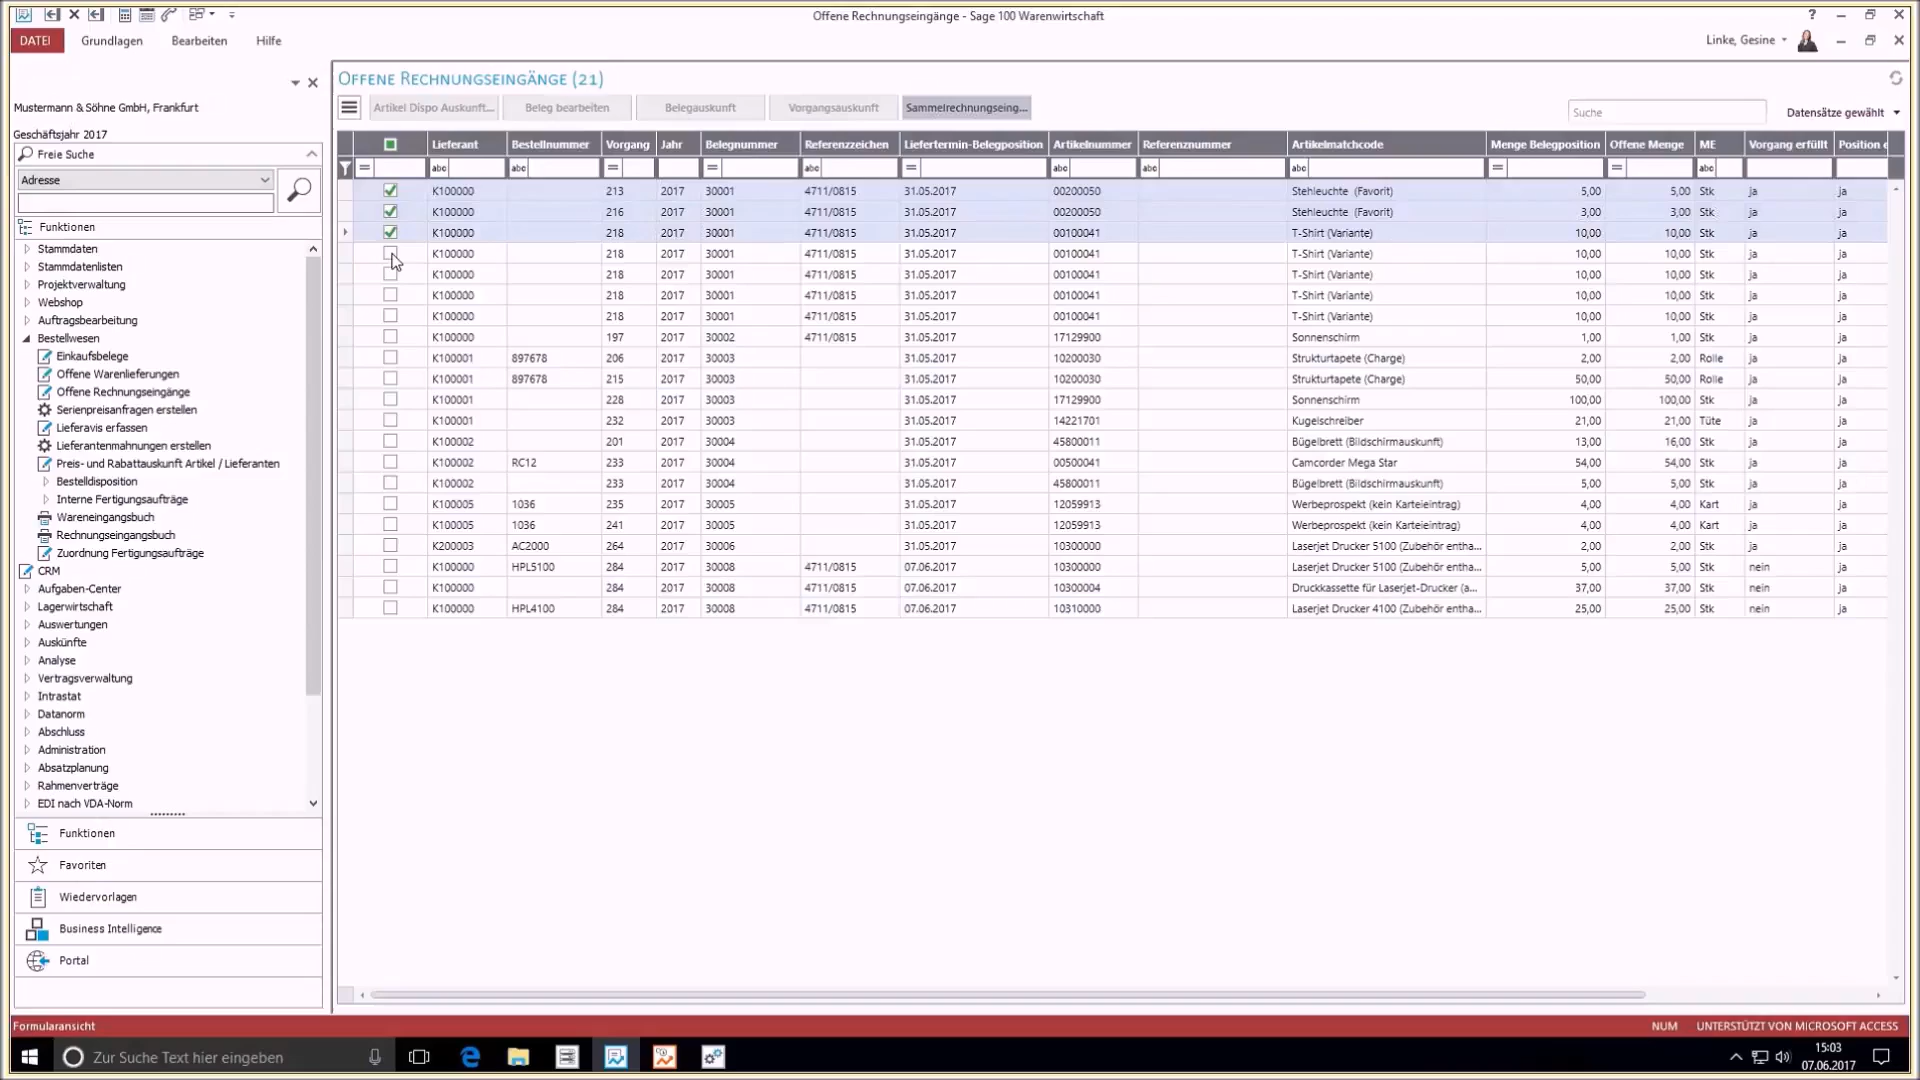 Offene Rechnungseingänge - Sage 100 Warenwirtschaft
?
DATEI Grundlagen Bearbeiten Hilfe
Linke, Gesine
Mustermann & Söhne GmbH, Frankfurt
Geschäftsjahr 2017
Freie Suche
Adresse
Funktionen
Stammdaten
Stammdatenlisten
Projektverwaltung
Webshop
Auftragsbearbeitung
Bestellwesen
Einkaufsbelege
Offene Warenlieferungen
Offene Rechnungseingänge
Serienpreisanfragen erstellen
Lieferavis erfassen
Lieferantenmahnungen erstellen
Preis- und Rabattauskunft Artikel / Lieferanten
Bestelldisposition
Interne Fertigungsaufträge
Wareneingangsbuch
Rechnungseingangsbuch
Zuordnung Fertigungsaufträge
CRM
Aufgaben-Center
Lagerwirtschaft
Auswertungen
Auskünfte
Analyse
Vertragsverwaltung
Intrastat
Datanorm
Abschluss
Administration
Absatzplanung
Rahmenverträge
EDI nach VDA-Norm
Funktionen
Favoriten
Wiedervorlagen
Business Intelligence
Portal
OFFENE RECHNUNGSEINGÄNGE (21)
Artikel Dispo Auskunft... Beleg bearbeiten Belegauskunft Vorgangsauskunft Sammelrechnungseing... Suche Datensätze gewählt
Lieferant Bestellnummer Vorgang Jahr Belegnummer Referenzzeichen Liefertermin-Belegposition Artikelnummer Referenznummer Artikelmatchcode Menge Belegposition Offene Menge ME Vorgang erfüllt Position e
= abc abc = = abc = abc abc abc = = abc
K100000 213 2017 30001 4711/0815 31.05.2017 00200050 Stehleuchte (Favorit) 5,00 5,00 Stk ja ja
K100000 216 2017 30001 4711/0815 31.05.2017 00200050 Stehleuchte (Favorit) 3,00 3,00 Stk ja ja
K100000 218 2017 30001 4711/0815 31.05.2017 00100041 T-Shirt (Variante) 10,00 10,00 Stk ja ja
K100000 218 2017 30001 4711/0815 31.05.2017 00100041 T-Shirt (Variante) 10,00 10,00 Stk ja ja
K100000 218 2017 30001 4711/0815 31.05.2017 00100041 T-Shirt (Variante) 10,00 10,00 Stk ja ja
K100000 218 2017 30001 4711/0815 31.05.2017 00100041 T-Shirt (Variante) 10,00 10,00 Stk ja ja
K100000 218 2017 30001 4711/0815 31.05.2017 00100041 T-Shirt (Variante) 10,00 10,00 Stk ja ja
K100000 197 2017 30002 4711/0815 31.05.2017 17129900 Sonnenschirm 1,00 1,00 Stk ja ja
K100001 897678 206 2017 30003 31.05.2017 10200030 Strukturtapete (Charge) 2,00 2,00 Rolle ja ja
K100001 897678 215 2017 30003 31.05.2017 10200030 Strukturtapete (Charge) 50,00 50,00 Rolle ja ja
K100001 228 2017 30003 31.05.2017 17129900 Sonnenschirm 100,00 100,00 Stk ja ja
K100001 232 2017 30003 31.05.2017 14221701 Kugelschreiber 21,00 21,00 Tüte ja ja
K100002 201 2017 30004 31.05.2017 45800011 Bügelbrett (Bildschirmauskunft) 13,00 16,00 Stk ja ja
K100002 RC12 233 2017 30004 31.05.2017 00500041 Camcorder Mega Star 54,00 54,00 Stk ja ja
K100002 233 2017 30004 31.05.2017 45800011 Bügelbrett (Bildschirmauskunft) 5,00 5,00 Stk ja ja
K100005 1036 235 2017 30005 31.05.2017 12059913 Werbeprospekt (kein Karteieintrag) 4,00 4,00 Kart ja ja
K100005 1036 241 2017 30005 31.05.2017 12059913 Werbeprospekt (kein Karteieintrag) 4,00 4,00 Kart ja ja
K200003 AC2000 264 2017 30006 31.05.2017 10300000 Laserjet Drucker 5100 (Zubehör entha... 2,00 2,00 Stk ja ja
K100000 HPL5100 284 2017 30008 4711/0815 07.06.2017 10300000 Laserjet Drucker 5100 (Zubehör entha... 5,00 5,00 Stk nein ja
K100000 284 2017 30008 4711/0815 07.06.2017 10300004 Druckkassette für Laserjet-Drucker (a... 37,00 37,00 Stk nein ja
K100000 HPL4100 284 2017 30008 4711/0815 07.06.2017 10310000 Laserjet Drucker 4100 (Zubehör entha... 25,00 25,00 Stk nein ja
Formularansicht NUM UNTERSTÜTZT VON MICROSOFT ACCESS
Zur Suche Text hier eingeben
15:03
07.06.2017